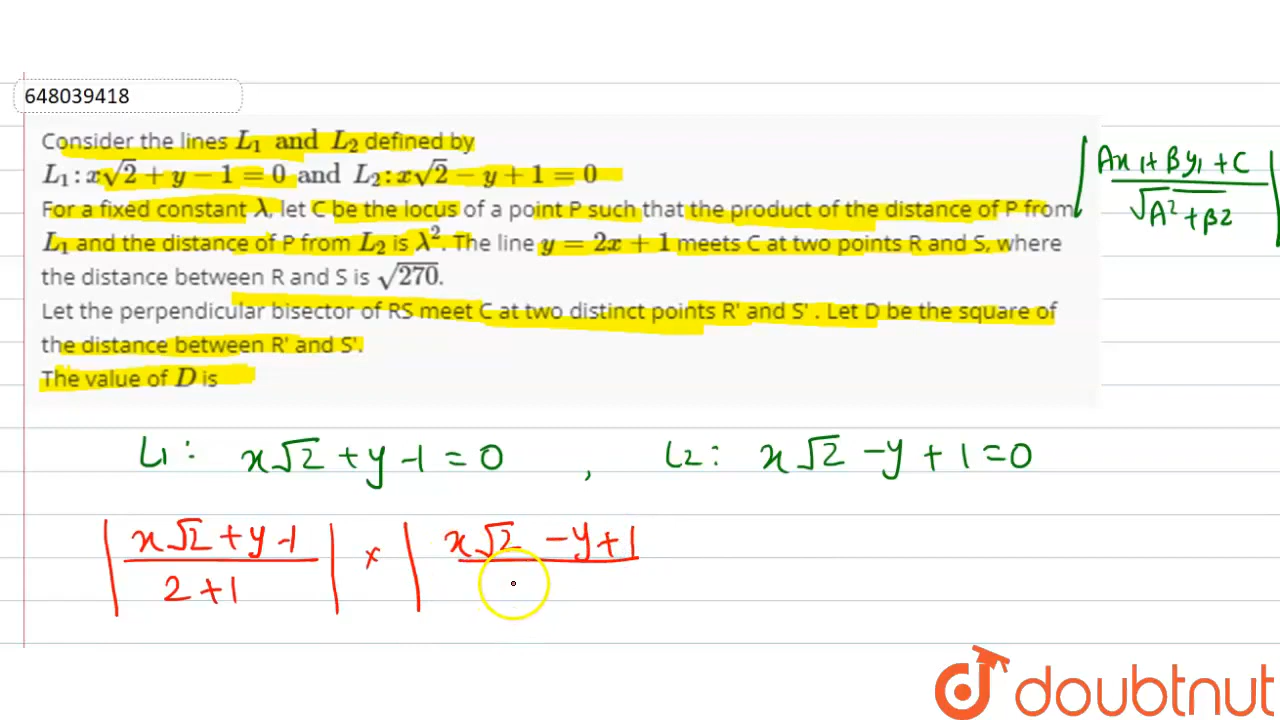 648039418
Consider the lines L₁ and L₂ defined by
L₁ : x√2 + y − 1 = 0 and L₂ : x√2 − y + 1 = 0
For a fixed constant λ, let C be the locus of a point P such that the product of the distance of P from
L₁ and the distance of P from L₂ is λ². The line y = 2x + 1 meets C at two points R and S, where
the distance between R and S is √270.
Let the perpendicular bisector of RS meet C at two distinct points R' and S' . Let D be the square of
the distance between R' and S'.
The value of D is
|Ax₁+By₁+C / √A²+B2|
L1 : x√2 + y -1 = 0 , L2 : x√2 - y + 1 = 0
|x√2 + y -1 / 2 + 1| × |x√2 - y + 1
doubtnut